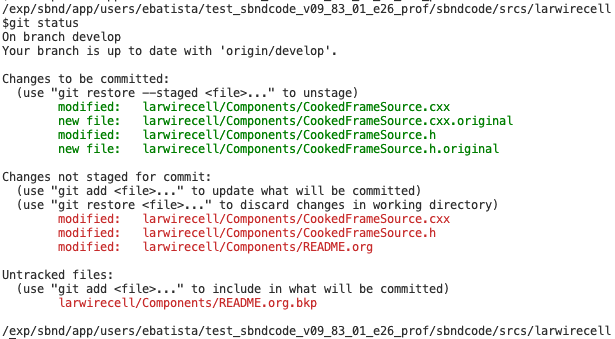 /exp/sbnd/app/users/ebatista/test_sbndcode_v09_83_01_e26_prof/sbndcode/srcs/larwirecell
$git status
On branch develop
Your branch is up to date with 'origin/develop'.
Changes to be committed:
(use "git restore --staged <file>..." to unstage)
modified: larwirecell/Components/CookedFrameSource.cxx
new file: larwirecell/Components/CookedFrameSource.cxx.original
modified: larwirecell/Components/CookedFrameSource.h
new file: larwirecell/Components/CookedFrameSource.h.original
Changes not staged for commit:
(use "git add <file>..." to update what will be committed)
(use "git restore <file>..." to discard changes in working directory)
modified: larwirecell/Components/CookedFrameSource.cxx
modified: larwirecell/Components/CookedFrameSource.h
modified: larwirecell/Components/README.org
Untracked files:
(use "git add <file>..." to include in what will be committed)
larwirecell/Components/README.org.bkp
/exp/sbnd/app/users/ebatista/test_sbndcode_v09_83_01_e26_prof/sbndcode/srcs/larwirecell